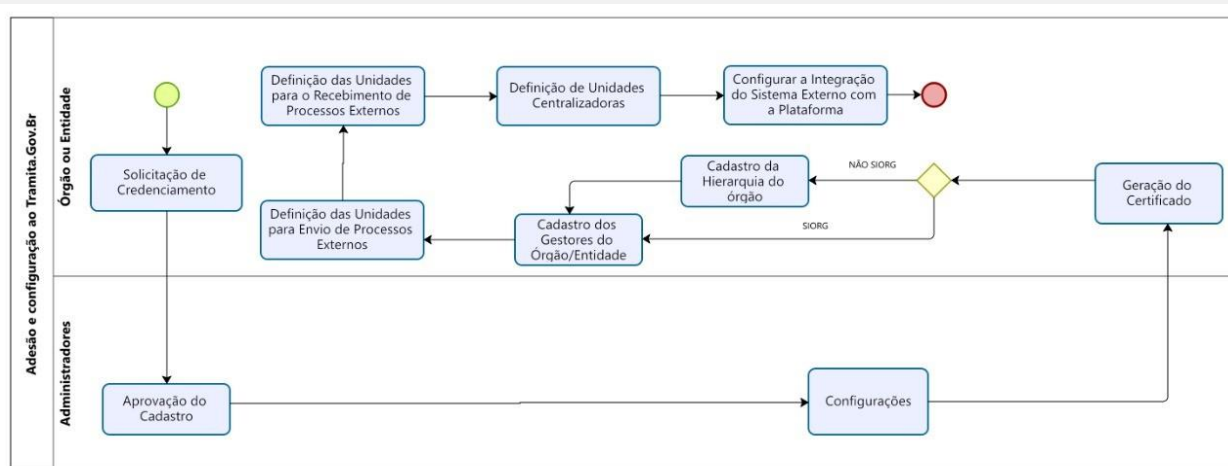 Adesão e configuração ao Tramita.Gov.Br
Órgão ou Entidade
Definição das Unidades
para o Recebimento de
Processos Externos
Definição de Unidades
Centralizadoras
Configurar a Integração
do Sistema Externo com
a Plataforma
Solicitação de
Credenciamento
Definição das Unidades
para Envio de Processos
Externos
Cadastro da
Hierarquia do
órgão
NÃO SIORG
Geração do
Certificado
Cadastro dos
Gestores do
Órgão/Entidade
SIORG
Administradores
Aprovação do
Cadastro
Configurações